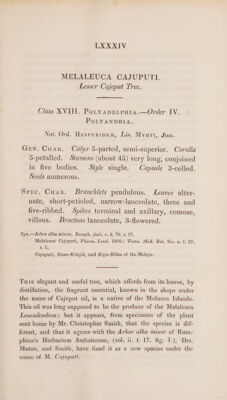 LXXXIV
MELALEUCA CAJUPUTI.
Lesser Cajeput Tree.
Class XVIII. POLYADELPHIA.—Order IV.
POLYANDRIA.
Nat. Ord. HESPERIDEÆ, Lin. MYRTI, Juss.
GEN. CHAR. Calyx 5-parted, semi-superior. Corolla
5-petalled. Stamens (about 45) very long, conjoined
in five bodies. Style single. Capsule 3-celled.
Seeds numerous.
SPEC. CHAR. Branchlets pendulous. Leaves alter-
nate, short-petioled, narrow-lanceolate, three and
five-ribbed. Spikes terminal and axillary, comose,
villous. Bracteas lanceolate, 3-flowered.
Syn.—Arbor alba minor, Rumph. Amb. v. 2. 76. t. 17.
Melaleuca Cajuputi, Pharm. Lond. 1809; Trans. Med. Bot. Soc. v. 1. 27,
t. 1.
Cajuputi, Daun-Kitsjil, and Kaju-Kilan of the Malays.
THIS elegant and useful tree, which affords from its leaves, by
distillation, the fragrant essential, known in the shops under
the name of Cajeput oil, is a native of the Molucca Islands.
This oil was long supposed to be the produce of the Melaleuca
Leucadendron; but it appears, from specimens of the plant
sent home by Mr. Christopher Smith, that the species is dif-
ferent, and that it agrees with the Arbor alba minor of Rum-
phius's Herbarium Amboinense, (vol. ii. t. 17. fig. 1.), Drs.
Maton, and Smith, have fixed it as a new species under the
name of M. Cajuputi.